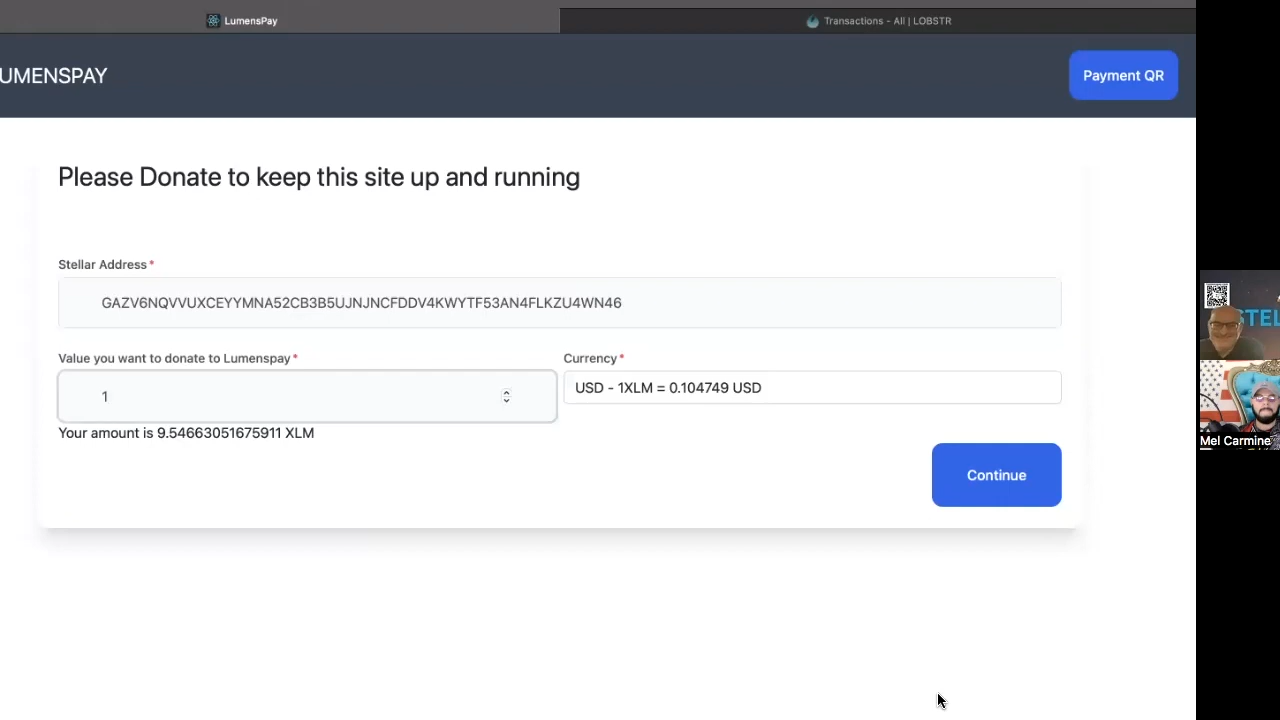 LumensPay
Transactions - All | LOBSTR
UMENSPAY
Payment QR
Please Donate to keep this site up and running
Stellar Address*
GAZV6NQVVUXCEYYMNA52CB3B5UJNJNCFDDV4KWYTF53AN4FLKZU4WN46
Value you want to donate to Lumenspay*
Currency*
1
USD - 1XLM = 0.104749 USD
Your amount is 9.54663051675911 XLM
Continue
STEL
Mel Carmine